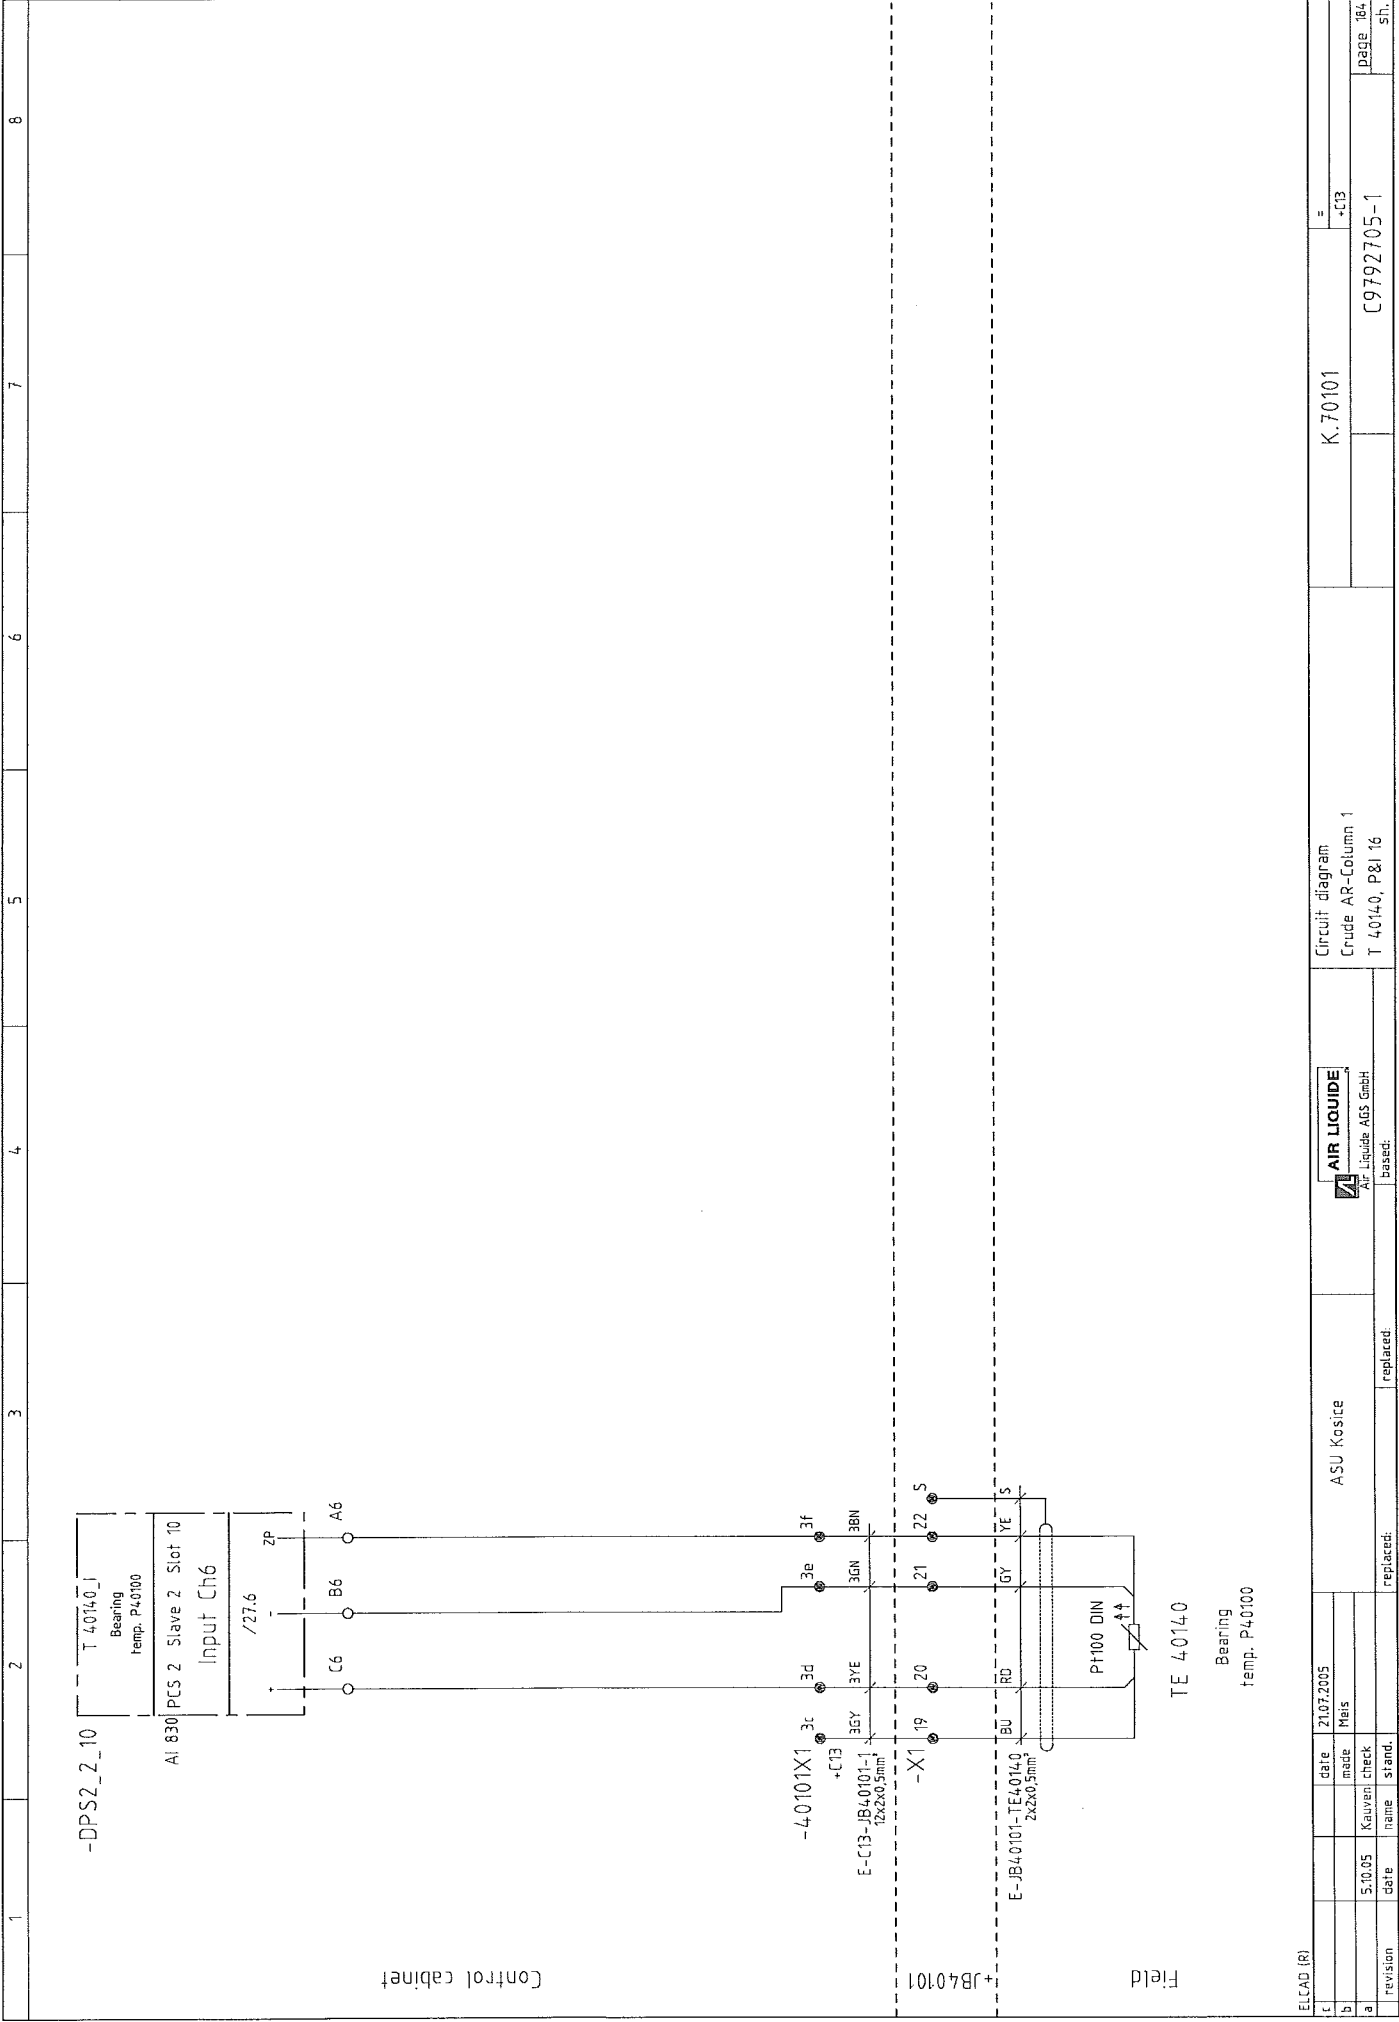 1 2 3 4 5 6 7 8
-DPS2_2_10
T 40140_I
Bearing
temp. P40100
AI 830 PCS 2 Slave 2 Slot 10
Input Ch6
/27.6
+ - ZP
C6 B6 A6
Control cabinet
-40101X1 3c 3d 3e 3f
+C13
3GY 3YE 3GN 3BN
E-C13-JB40101-1
12x2x0,5mm²
+JB40101
-X1 19 20 21 22 S
BU RD GY YE S
E-JB40101-TE40140
2x2x0,5mm²
Field
Pt100 DIN
TE 40140
Bearing
temp. P40100
ELCAD (R)
c
b
a 5.10.05 Kauven
revision date name
date 21.07.2005
made Meis
check
stand.
replaced:
ASU Kosice
replaced:
AIR LIQUIDE
Air Liquide AGS GmbH
based:
Circuit diagram
Crude AR-Column 1
T 40140, P&I 16
K.70101
=
+C13
C9792705-1
page 184
sh.